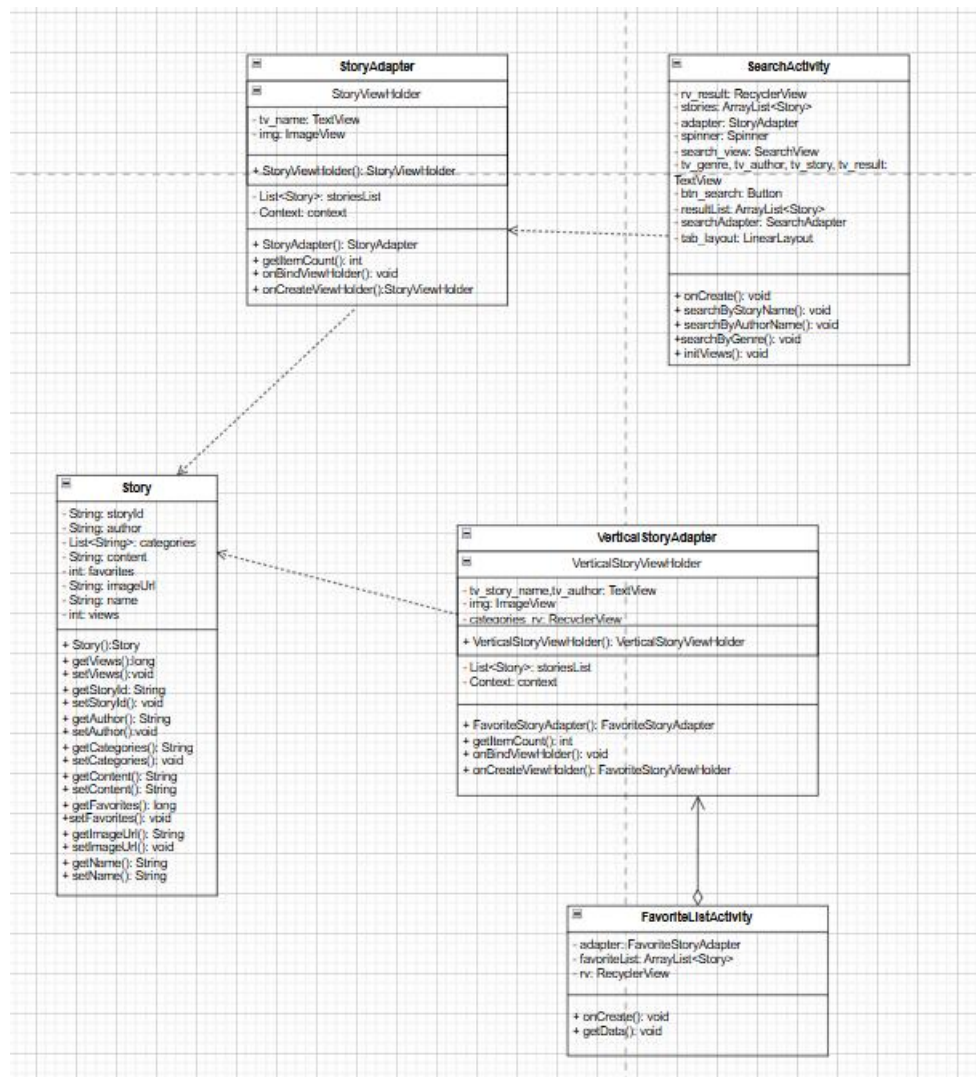 StoryAdapter
StoryViewHolder
- tv_name: TextView
- img: ImageView
+ StoryViewHolder(): StoryViewHolder
- List<Story>: storiesList
- Context: context
+ StoryAdapter(): StoryAdapter
+ getItemCount(): int
+ onBindViewHolder(): void
+ onCreateViewHolder():StoryViewHolder
SearchActivity
- rv_result: RecyclerView
- stories: ArrayList<Story>
- adapter: StoryAdapter
- spinner: Spinner
- search_view: SearchView
- tv_genre, tv_author, tv_story, tv_result:
TextView
- btn_search: Button
- resultList: ArrayList<Story>
- searchAdapter: SearchAdapter
- tab_layout: LinearLayout
+ onCreate(): void
+ searchByStoryName(): void
+ searchByAuthorName(): void
+searchByGenre(): void
+ initViews(): void
Story
- String: storyId
- String: author
- List<String>: categories
- String: content
- int: favorites
- String: imageUrl
- String: name
- int: views
+ Story():Story
+ getViews():long
+ setViews():void
+ getStoryId: String
+ setStoryId(): void
+ getAuthor(): String
+ setAuthor():void
+ getCategories(): String
+ setCategories(): void
+ getContent(): String
+ setContent(): String
+ getFavorites(): long
+setFavorites(): void
+ getImageUrl(): String
+ setImageUrl(): void
+ getName(): String
+ setName(): String
VerticalStoryAdapter
VerticalStoryViewHolder
- tv_story_name,tv_author: TextView
- img: ImageView
- categories_rv: RecyclerView
+ VerticalStoryViewHolder(): VerticalStoryViewHolder
- List<Story>: storiesList
- Context: context
+ FavoriteStoryAdapter(): FavoriteStoryAdapter
+ getItemCount(): int
+ onBindViewHolder(): void
+ onCreateViewHolder(): FavoriteStoryViewHolder
FavoriteListActivity
- adapter: FavoriteStoryAdapter
- favoriteList: ArrayList<Story>
- rv: RecyclerView
+ onCreate(): void
+ getData(): void